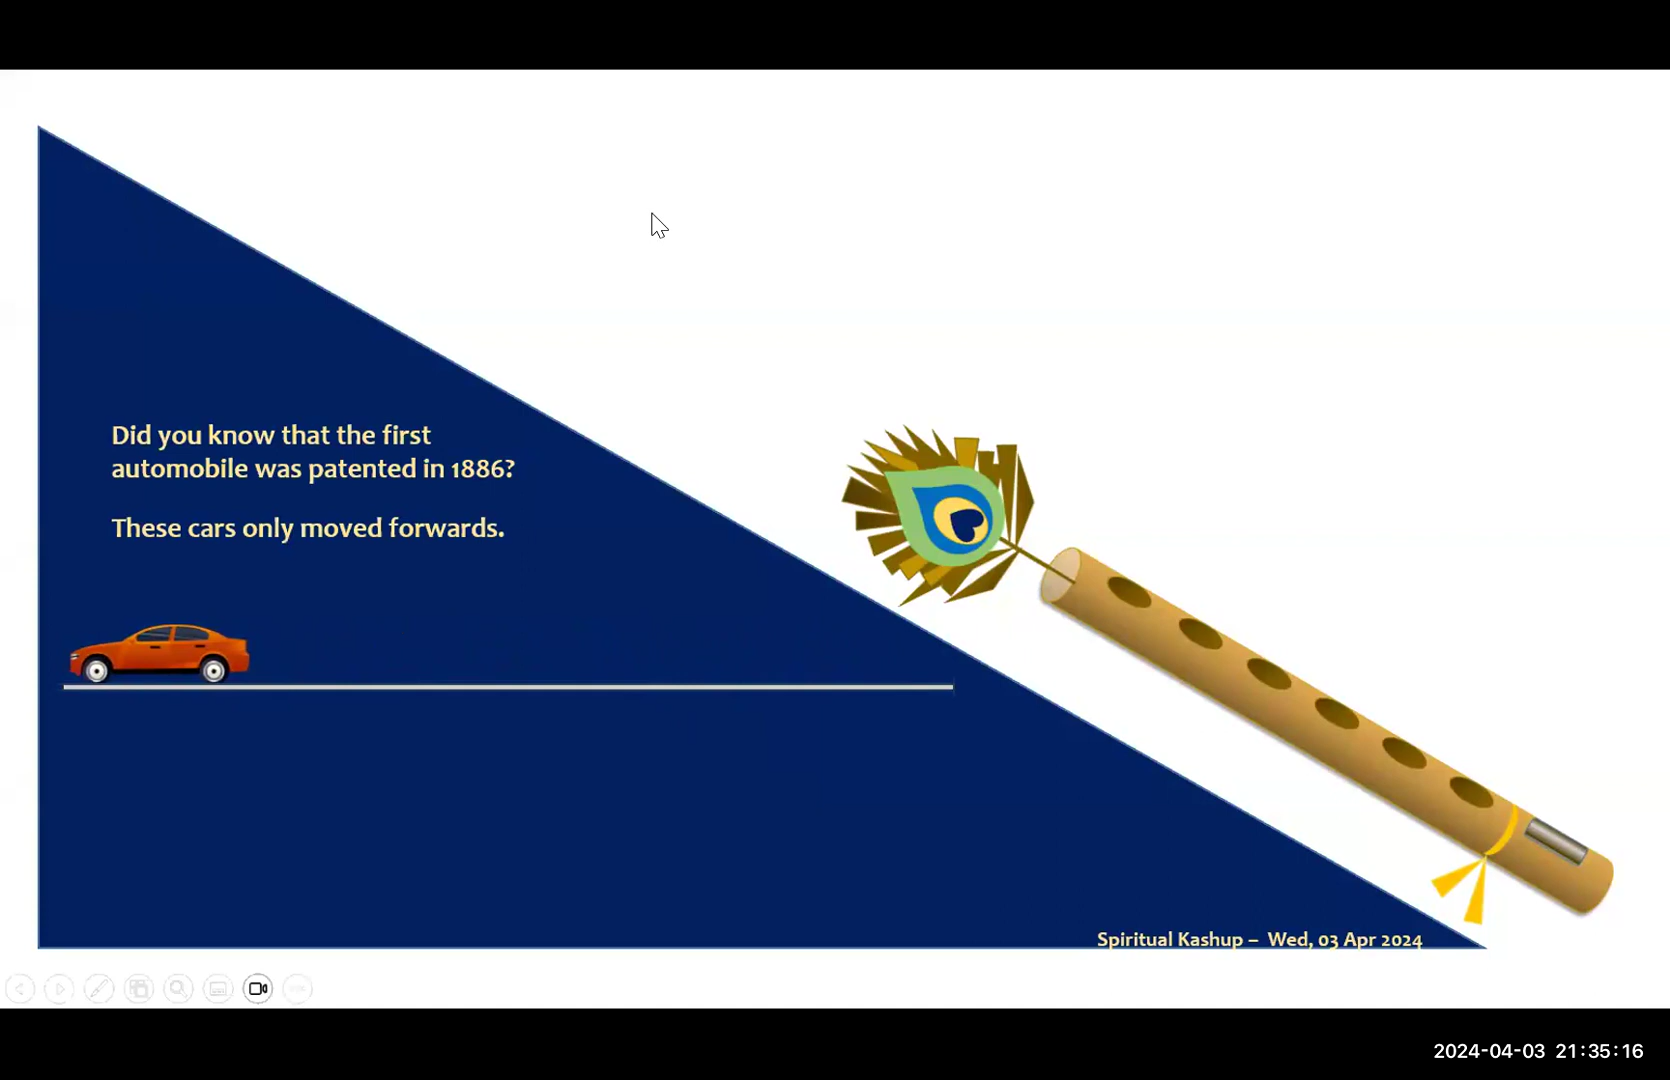 Did you know that the first
automobile was patented in 1886?
These cars only moved forwards.
Spiritual Kashup – Wed, 03 Apr 2024
2024-04-03 21:35:16